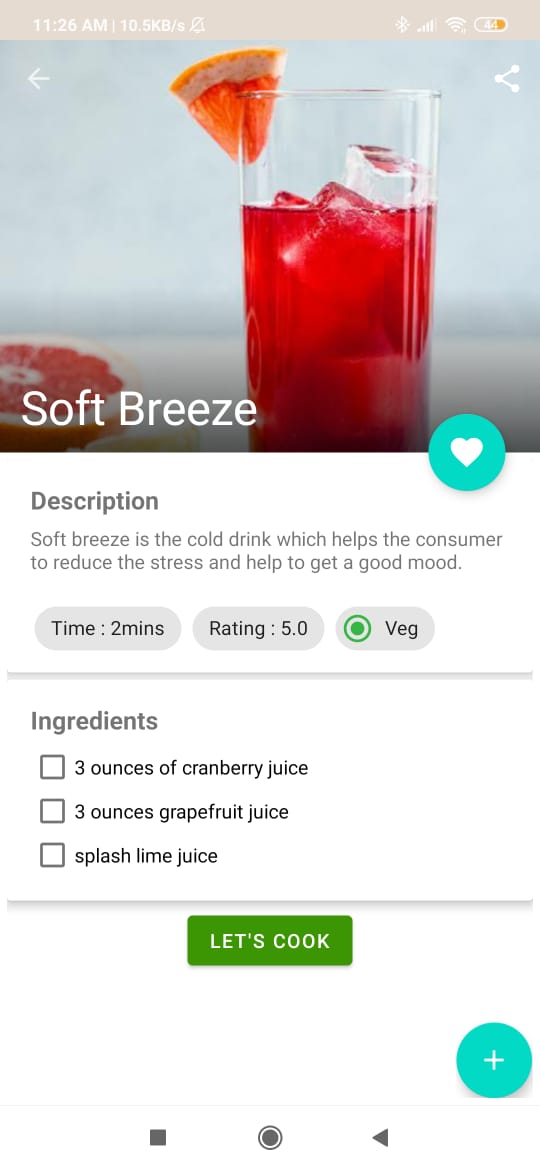 11:26 AM | 10.5KB/s
44
Soft Breeze
Description
Soft breeze is the cold drink which helps the consumer
to reduce the stress and help to get a good mood.
Time : 2mins Rating : 5.0 Veg
Ingredients
3 ounces of cranberry juice
3 ounces grapefruit juice
splash lime juice
LET'S COOK